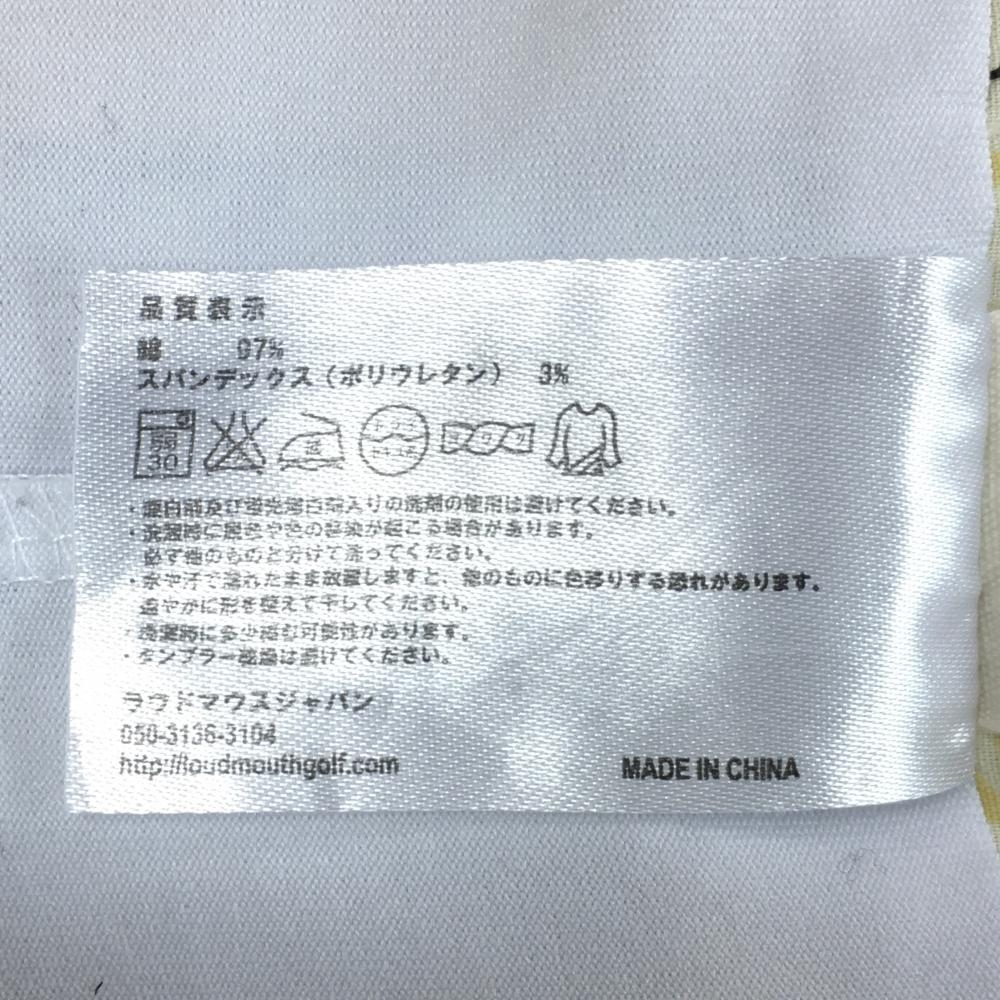 品質表示
綿 97%
スパンデックス（ポリウレタン） 3%
弱
30
中
ドライ
・漂白剤及び蛍光増白剤入りの洗剤の使用は避けてください。
・洗濯時に脱色や色の移染が起こる場合があります。
必ず他のものと分けて洗ってください。
・水や汗で濡れたまま放置しますと、他のものに色移りする恐れがあります。
速やかに形を整えて干してください。
・洗濯時に多少縮む可能性があります。
・タンブラー乾燥は避けてください。
ラウドマウスジャパン
050-3136-3104
http://loudmouthgolf.com
MADE IN CHINA